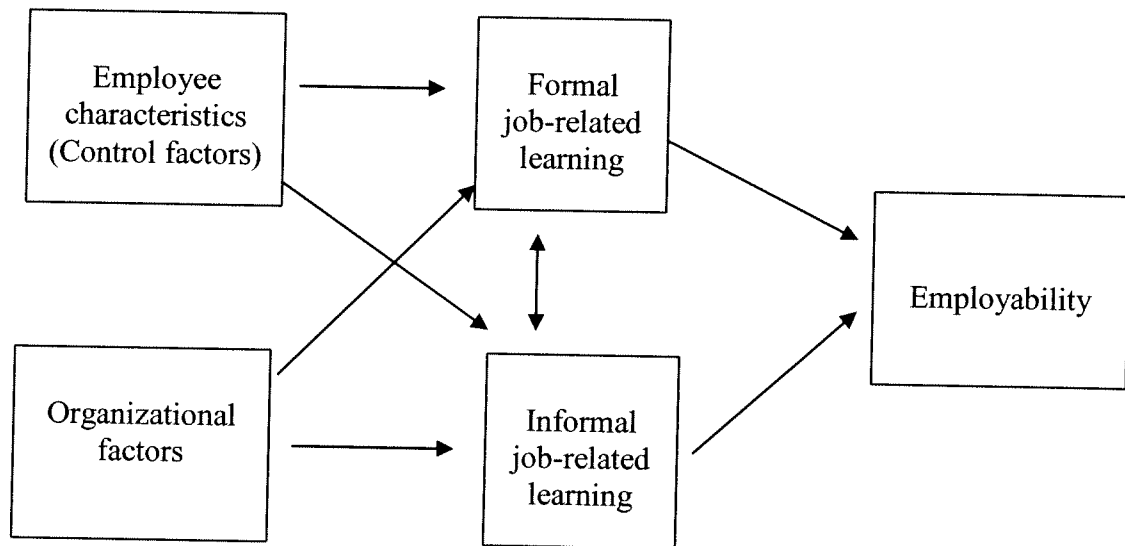 Employee
characteristics
(Control factors)
Formal
job-related
learning
Employability
Organizational
factors
Informal
job-related
learning